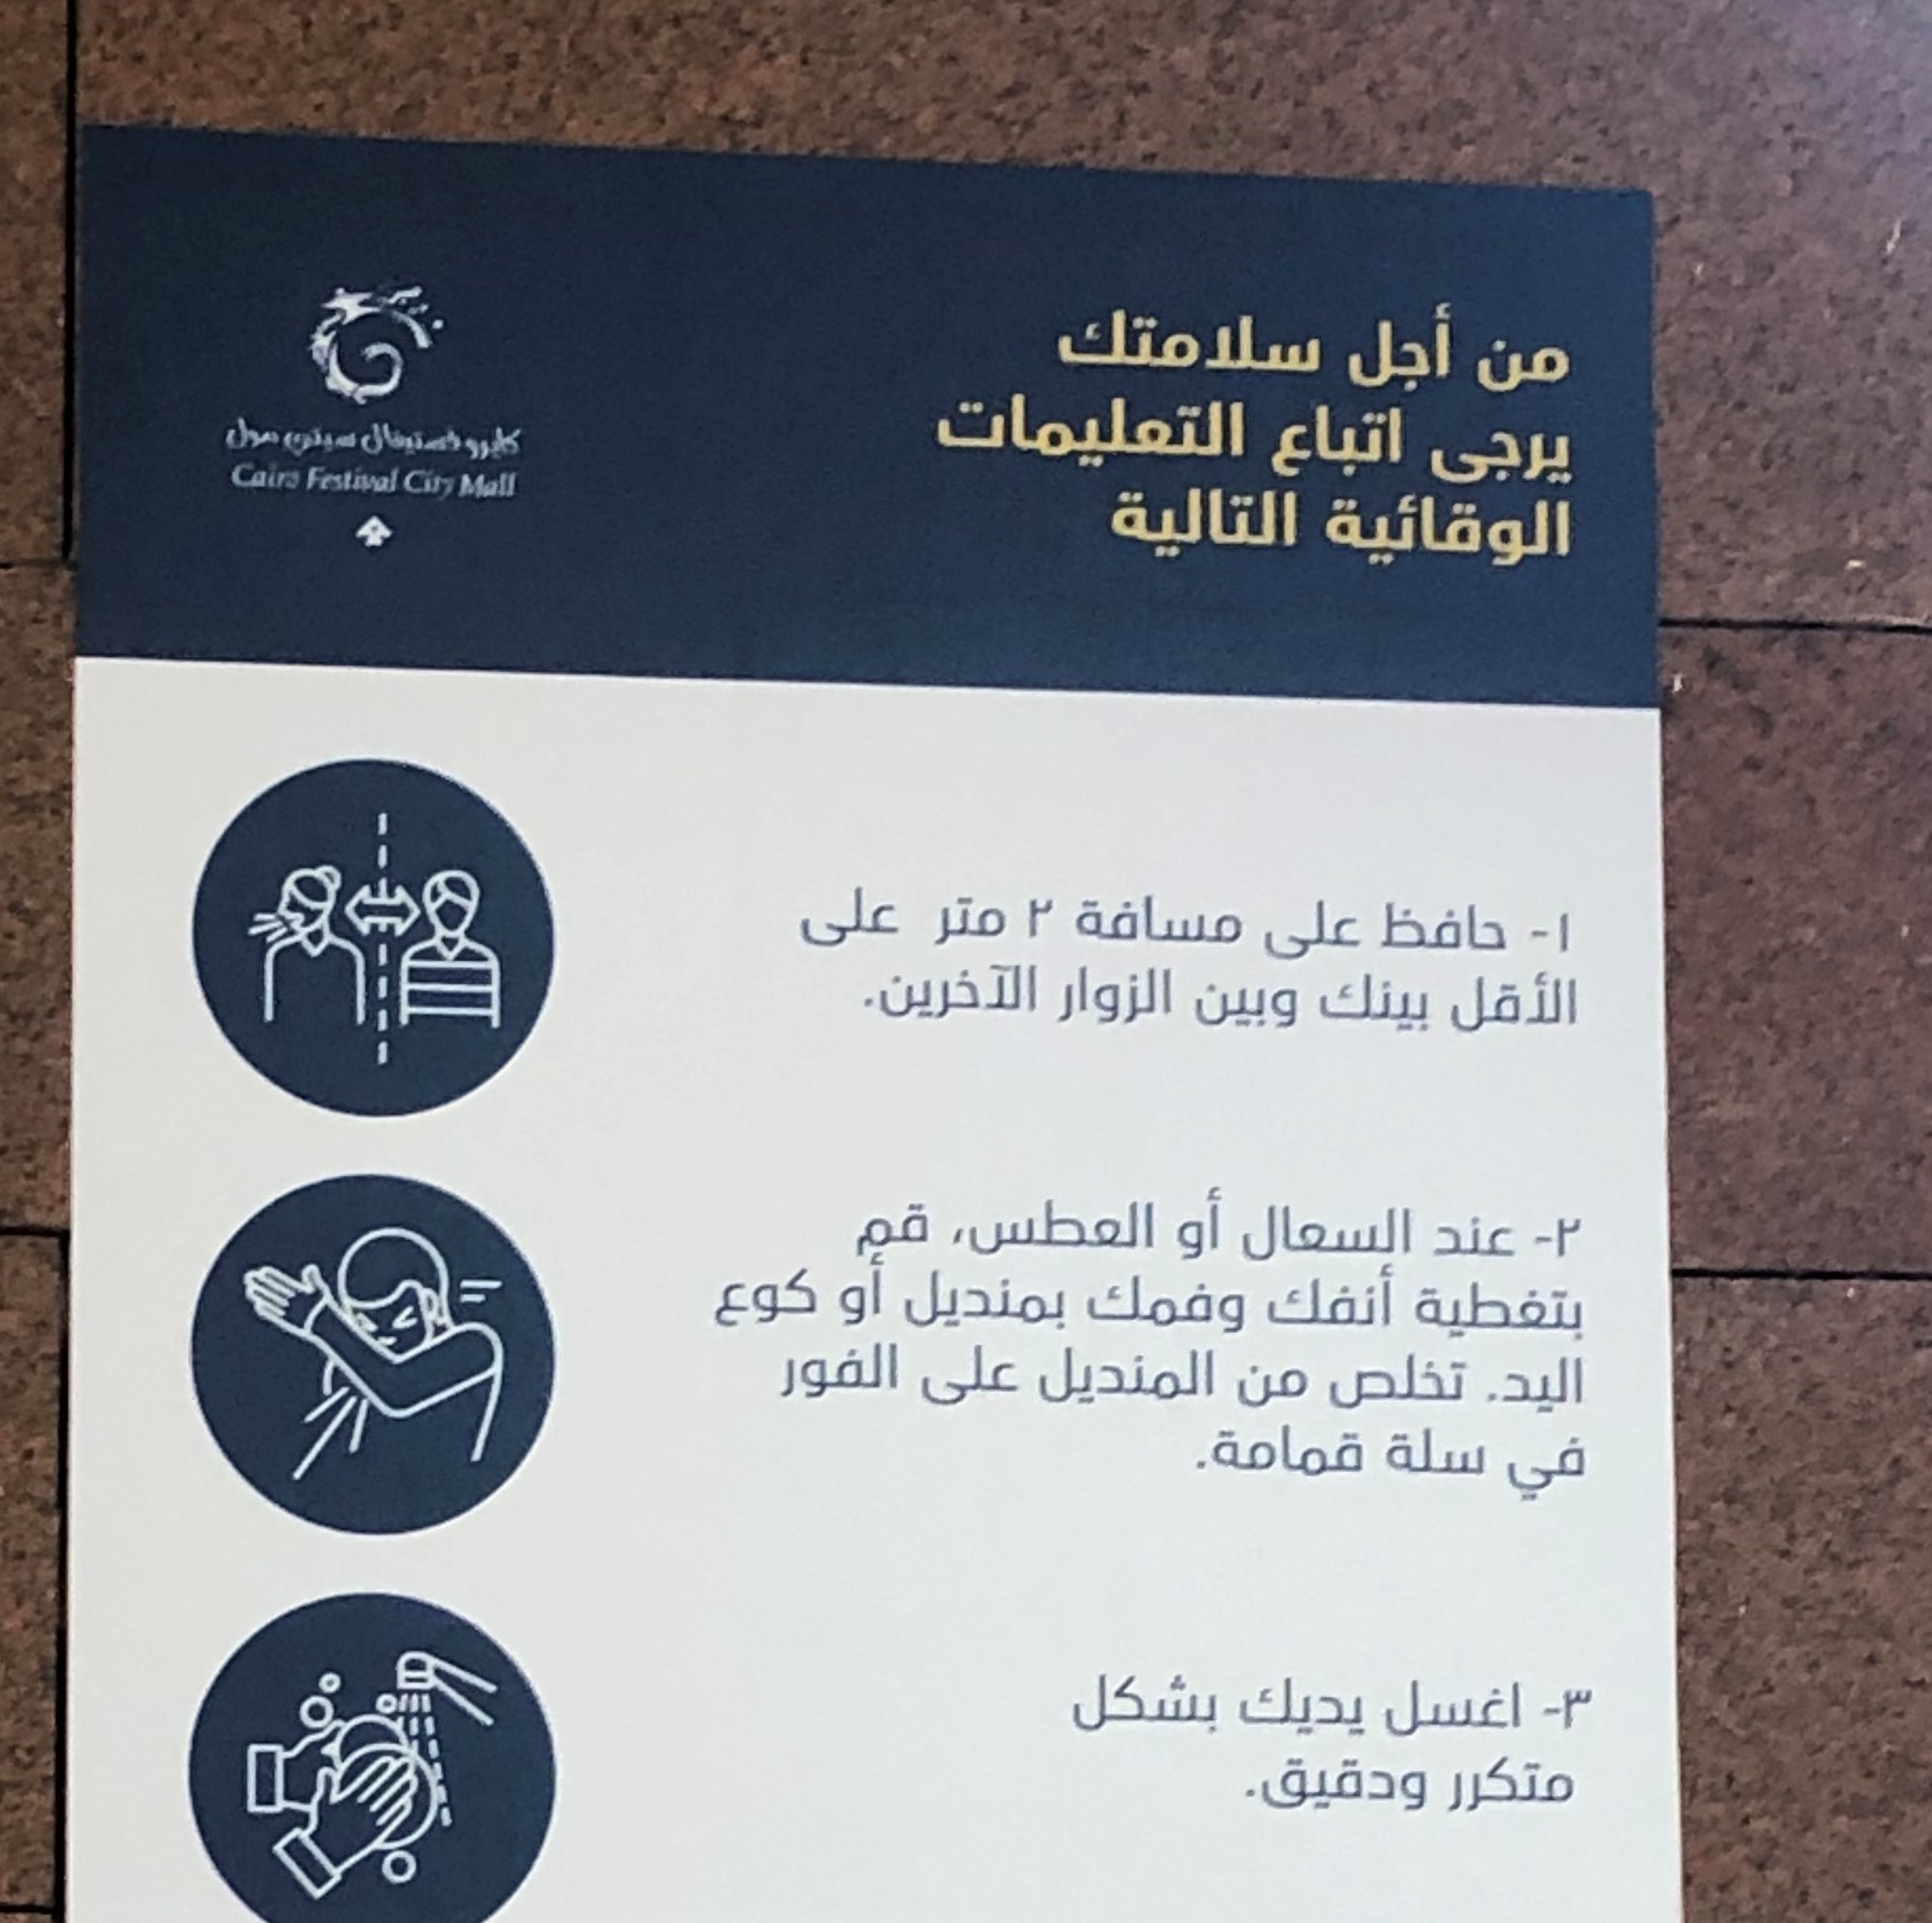 من أجل سلامتك
يرجى اتباع التعليمات
الوقائية التالية
كايرو فستيفال سيتي مول
Cairo Festival City Mall
١- حافظ على مسافة ٢ متر على
الأقل بينك وبين الزوار الآخرين.
٢- عند السعال أو العطس، قم
بتغطية أنفك وفمك بمنديل أو كوع
اليد. تخلص من المنديل على الفور
في سلة قمامة.
٣- اغسل يديك بشكل
متكرر ودقيق.